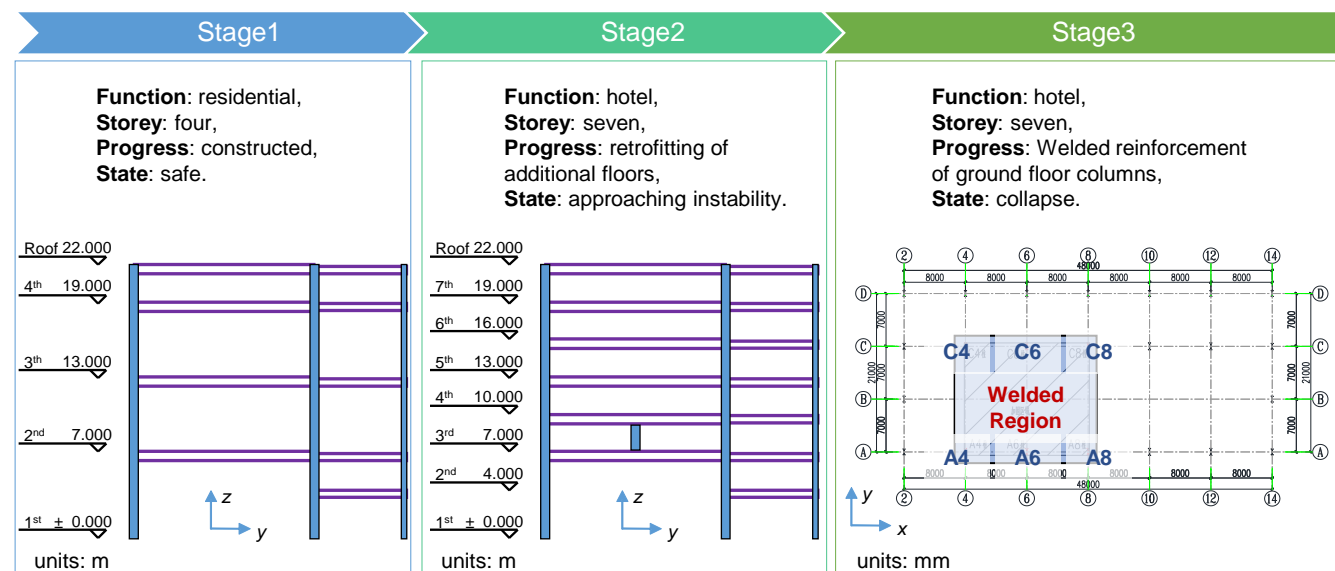 Stage1
Stage2
Stage3
Function: residential,
Storey: four,
Progress: constructed,
State: safe.
Roof 22.000
4th 19.000
3th 13.000
2nd 7.000
1st ± 0.000
z
y
units: m
Function: hotel,
Storey: seven,
Progress: retrofitting of
additional floors,
State: approaching instability.
Roof 22.000
7th 19.000
6th 16.000
5th 13.000
4th 10.000
3rd 7.000
2nd 4.000
1st ± 0.000
z
y
units: m
Function: hotel,
Storey: seven,
Progress: Welded reinforcement
of ground floor columns,
State: collapse.
2 4 6 8 10 12 14
48000
8000 8000 8000 8000 8000 8000
D D
7000 7000
C C4 C6 C8 C
21000 7000 7000 21000
Welded
Region
B B
7000 7000
A A4 A6 A8 A
8000 8000 8000 8000 8000 8000
48000
2 4 6 8 10 12 14
y
x
units: mm